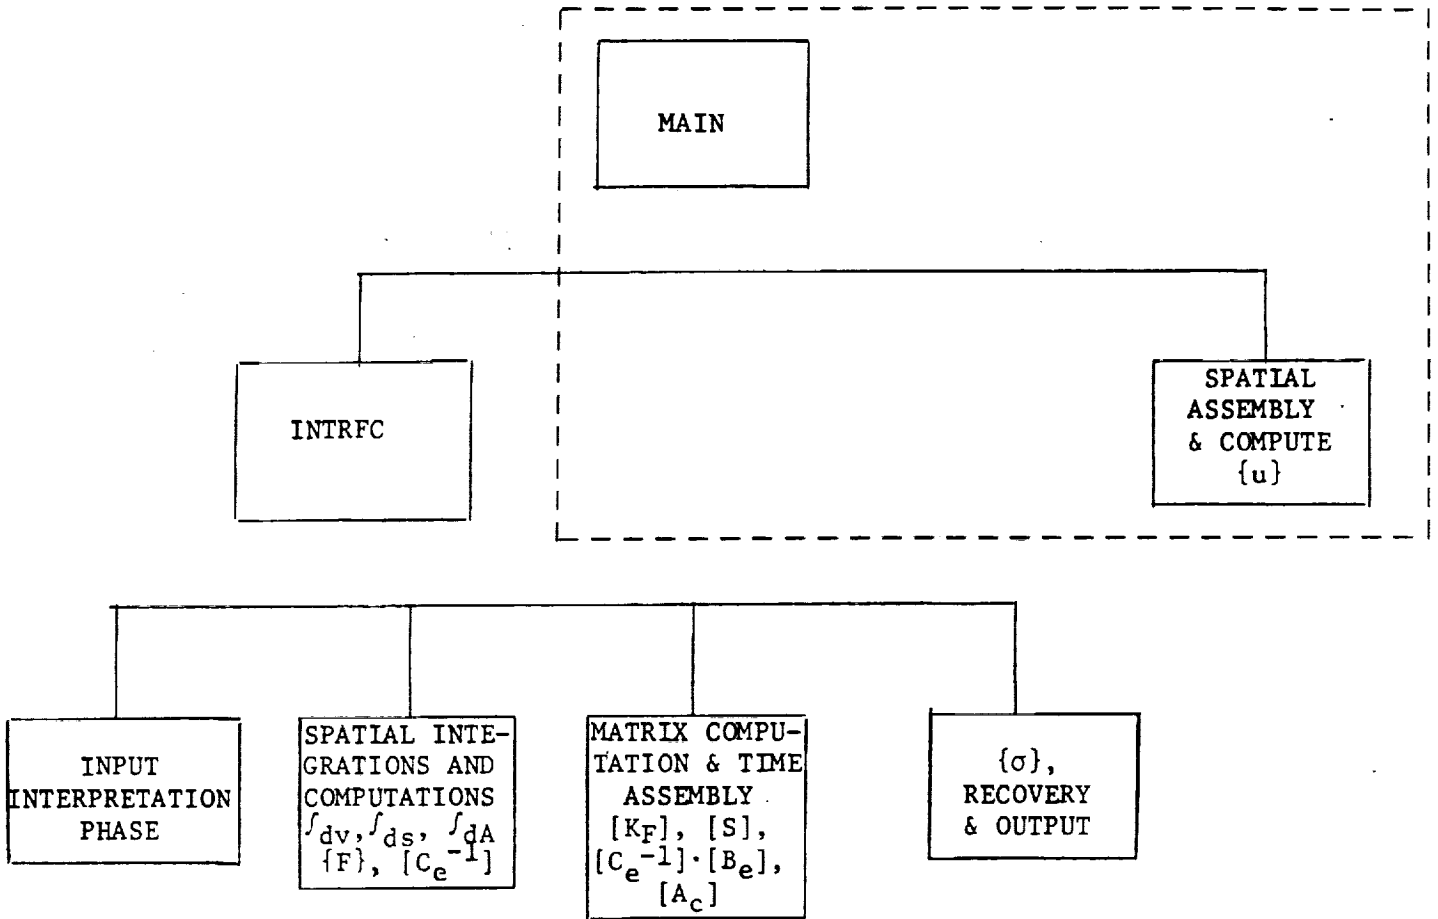 MAIN
INTRFC
SPATIAL
ASSEMBLY
& COMPUTE
{u}
INPUT
INTERPRETATION
PHASE
SPATIAL INTE-
GRATIONS AND
COMPUTATIONS
∫dv, ∫ds, ∫dA
{F}, [Ce⁻¹]
MATRIX COMPU-
TATION & TIME
ASSEMBLY
[KF], [S],
[Ce⁻¹]·[Be],
[Ac]
{σ},
RECOVERY
& OUTPUT